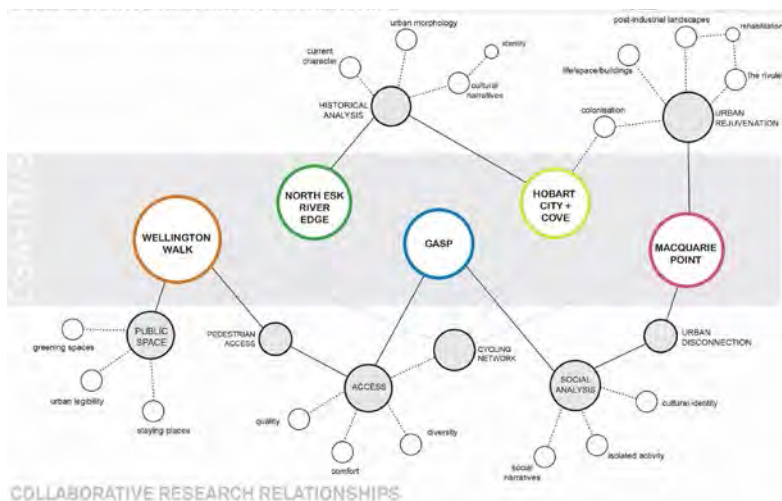 urban morphology
post-industrial landscapes
rehabilitation
current
character
identity
life/space/buildings
cultural
narratives
the rivulet
HISTORICAL
ANALYSIS
colonisation
URBAN
REJUVENATION
NORTH ESK
RIVER
EDGE
HOBART
CITY +
COVE
WELLINGTON
WALK
GASP
MACQUARIE
POINT
PUBLIC
SPACE
PEDESTRIAN
ACCESS
CYCLING
NETWORK
URBAN
DISCONNECTION
greening spaces
ACCESS
SOCIAL
ANALYSIS
urban legibility
cultural-identity
staying places
quality
diversity
comfort
social
narratives
isolated activity
COLLABORATIVE RESEARCH RELATIONSHIPS